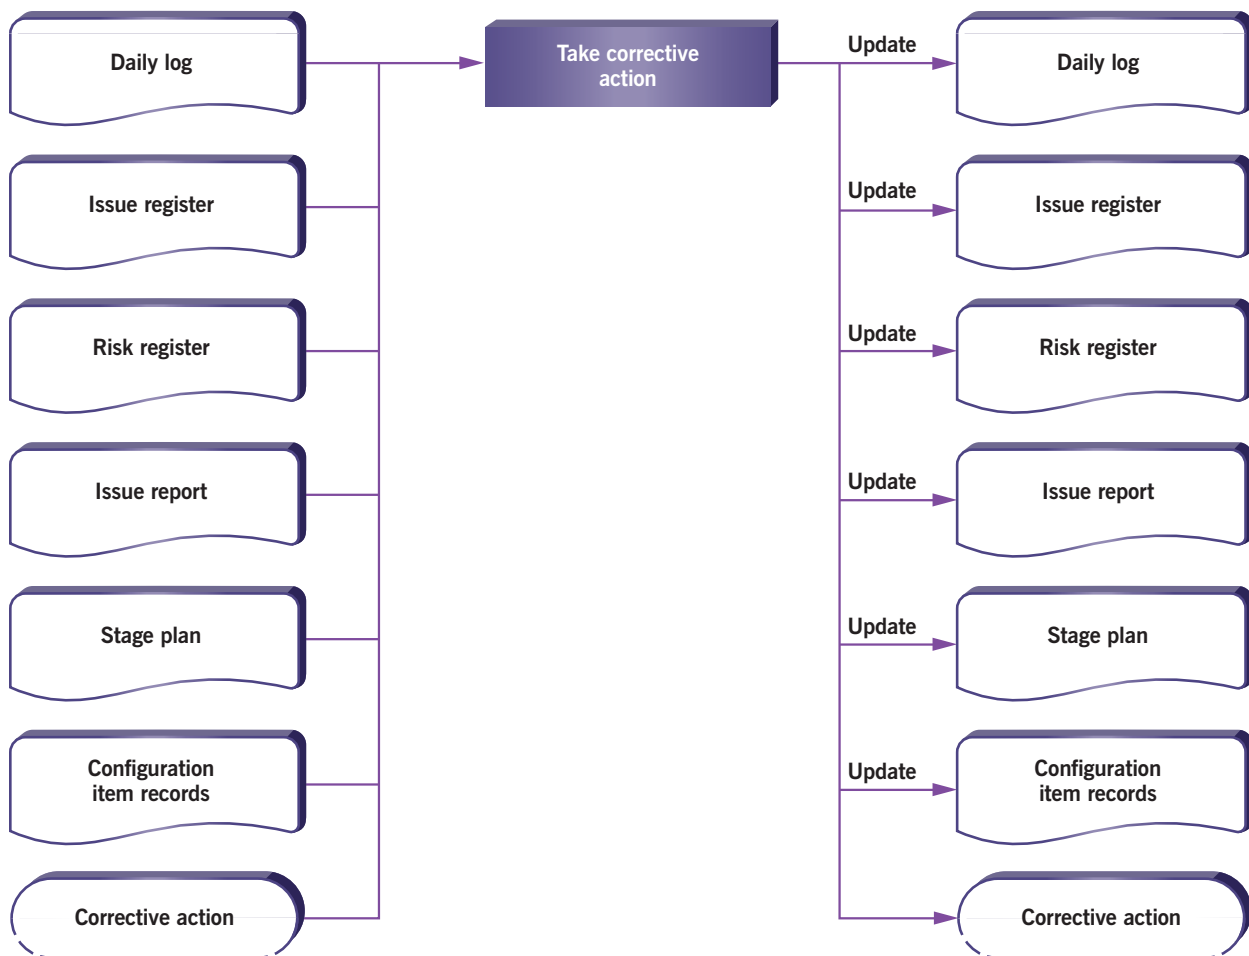 Daily log
Take corrective
action
Update
Daily log
Issue register
Update
Issue register
Risk register
Update
Risk register
Issue report
Update
Issue report
Stage plan
Update
Stage plan
Configuration
item records
Update
Configuration
item records
Corrective action
Corrective action